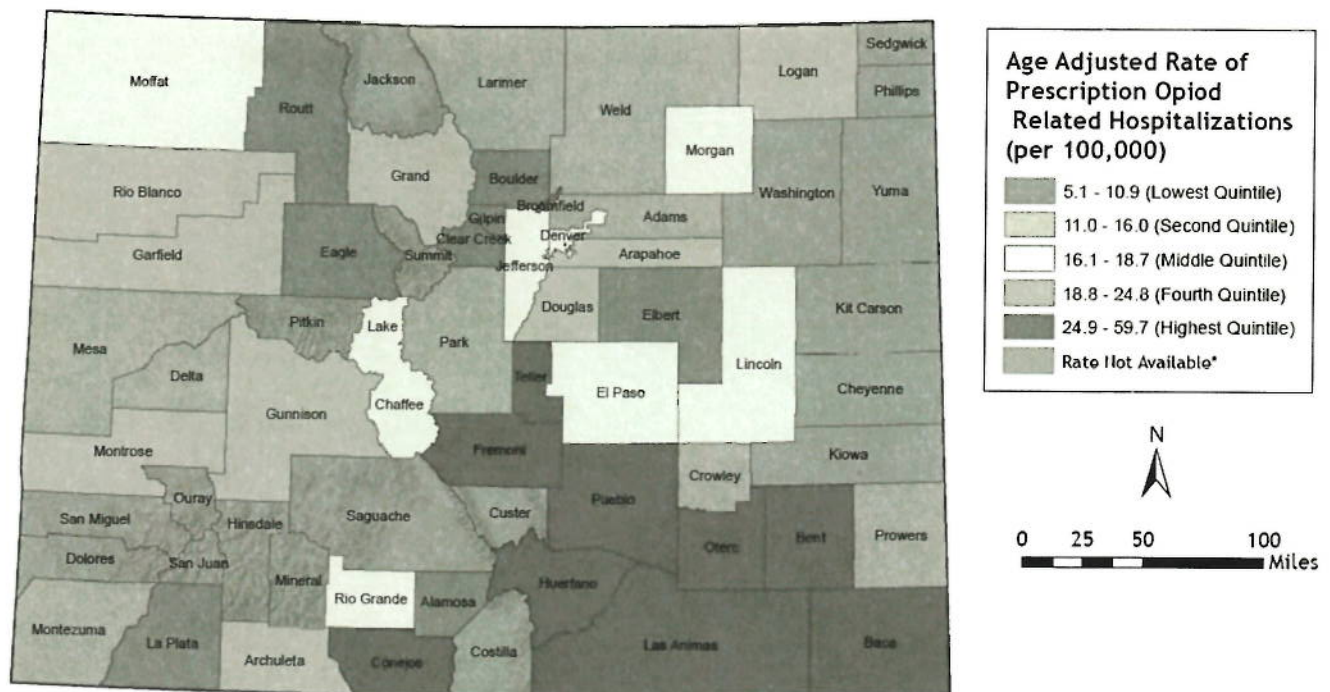 Sedgwick
Moffat Jackson Larimer Logan
Routt Weld Phillips
Morgan
Grand Boulder
Rio Blanco Washington Yuma
Broomfield
Gilpin Adams
Clear Creek Denver
Garfield Eagle Summit Jefferson Arapahoe
Pitkin Lake Douglas Elbert Kit Carson
Mesa Park
Delta Teller Lincoln
Chaffee El Paso Cheyenne
Gunnison
Montrose Fremont Kiowa
Crowley
Ouray Pueblo
San Miguel Hinsdale Saguache Custer
Dolores San Juan Otero Bent Prowers
Mineral Huerfano
Rio Grande Alamosa
Montezuma La Plata
Archuleta Conejos Costilla Las Animas Baca
Age Adjusted Rate of
Prescription Opiod
Related Hospitalizations
(per 100,000)
5.1 - 10.9 (Lowest Quintile)
11.0 - 16.0 (Second Quintile)
16.1 - 18.7 (Middle Quintile)
18.8 - 24.8 (Fourth Quintile)
24.9 - 59.7 (Highest Quintile)
Rate Not Available*
N
0 25 50 100
Miles